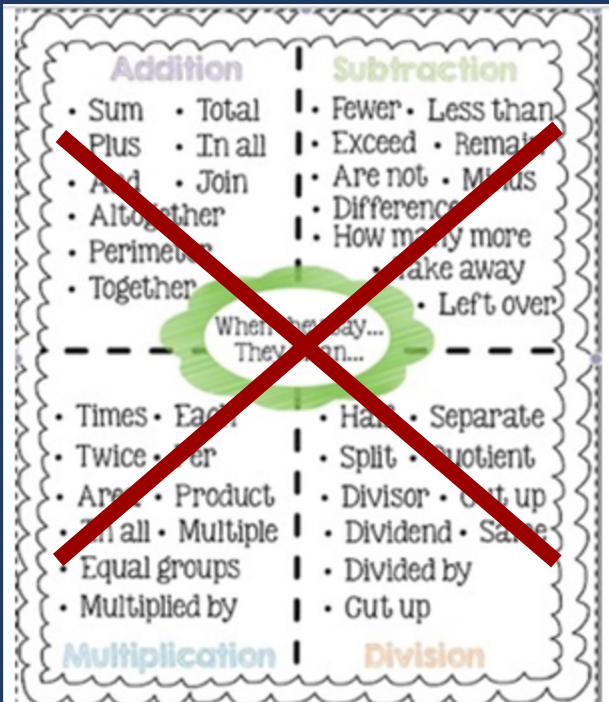 Addition
• Sum • Total
• Plus • In all
• And • Join
• Altogether
• Perimeter
• Together
Subtraction
• Fewer • Less than
• Exceed • Remain
• Are not • Minus
• Difference
• How many more
• Take away
• Left over
When they say...
They mean...
• Times • Each
• Twice • Per
• Area • Product
• In all • Multiple
• Equal groups
• Multiplied by
Multiplication
• Half • Separate
• Split • Quotient
• Divisor • Cut up
• Dividend • Same
• Divided by
• Cut up
Division